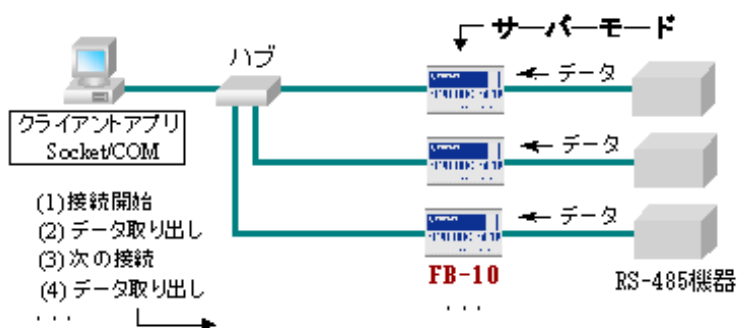 サーバーモード
ハブ
データ
クライアントアプリ
Socket/COM
データ
(1)接続開始
(2) データ取り出し
(3) 次の接続
(4) データ取り出し
. . .
データ
FB-10
. . .
RS-485機器